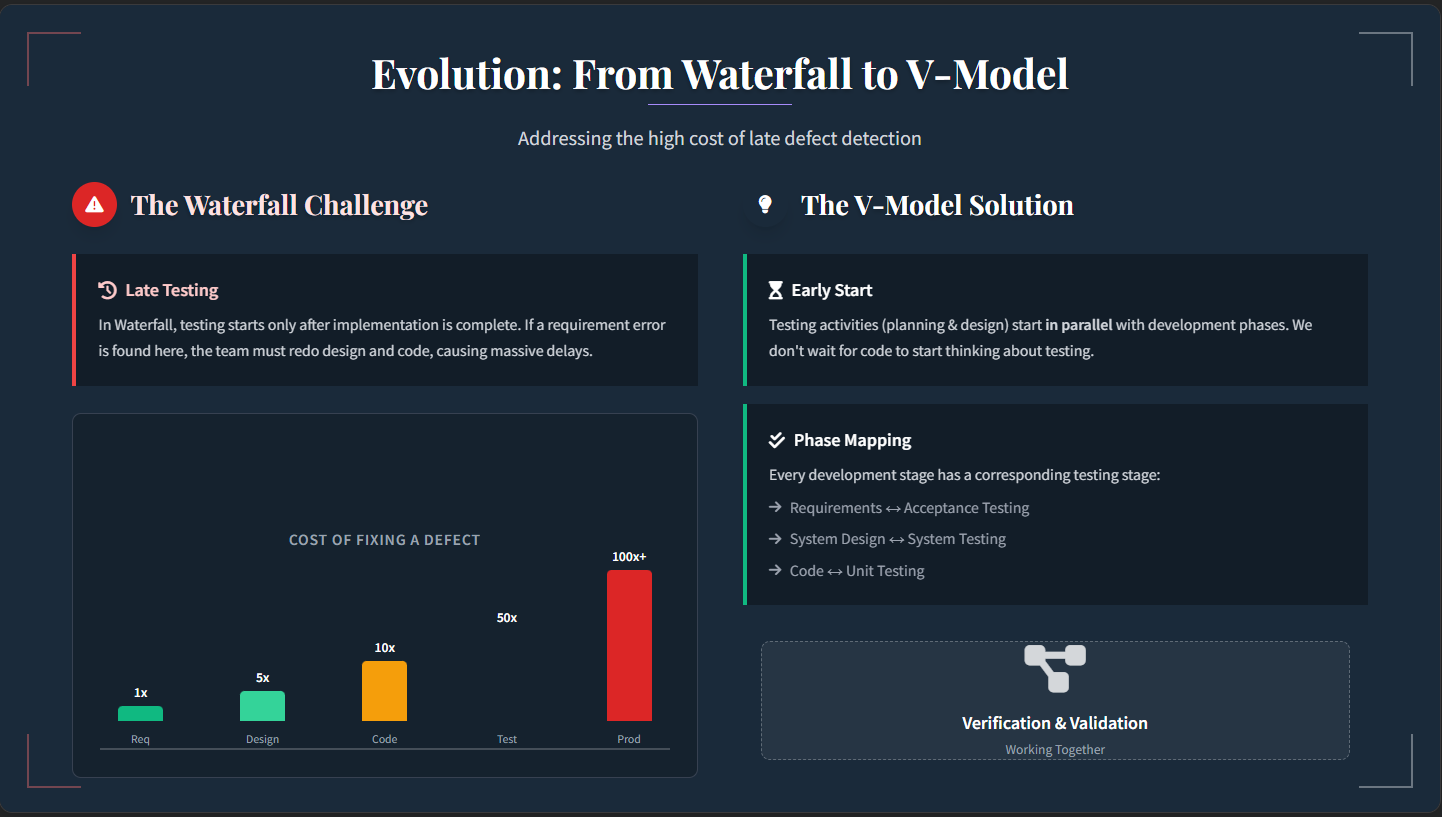 Evolution: From Waterfall to V-Model
Addressing the high cost of late defect detection
The Waterfall Challenge
Late Testing
In Waterfall, testing starts only after implementation is complete. If a requirement error
is found here, the team must redo design and code, causing massive delays.
COST OF FIXING A DEFECT
1x
5x
10x
50x
100x+
Req
Design
Code
Test
Prod
The V-Model Solution
Early Start
Testing activities (planning & design) start in parallel with development phases. We
don't wait for code to start thinking about testing.
Phase Mapping
Every development stage has a corresponding testing stage:
→ Requirements ↔ Acceptance Testing
→ System Design ↔ System Testing
→ Code ↔ Unit Testing
Verification & Validation
Working Together